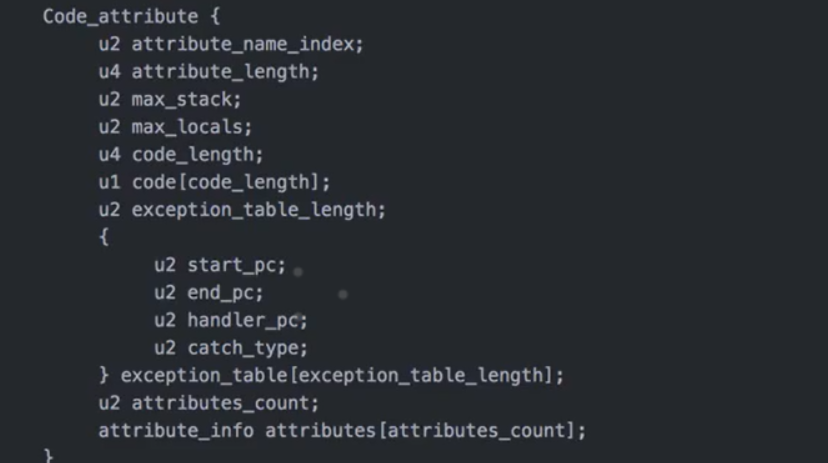 Code_attribute {
u2 attribute_name_index;
u4 attribute_length;
u2 max_stack;
u2 max_locals;
u4 code_length;
u1 code[code_length];
u2 exception_table_length;
{
u2 start_pc;
u2 end_pc;
u2 handler_pc;
u2 catch_type;
} exception_table[exception_table_length];
u2 attributes_count;
attribute_info attributes[attributes_count];
}